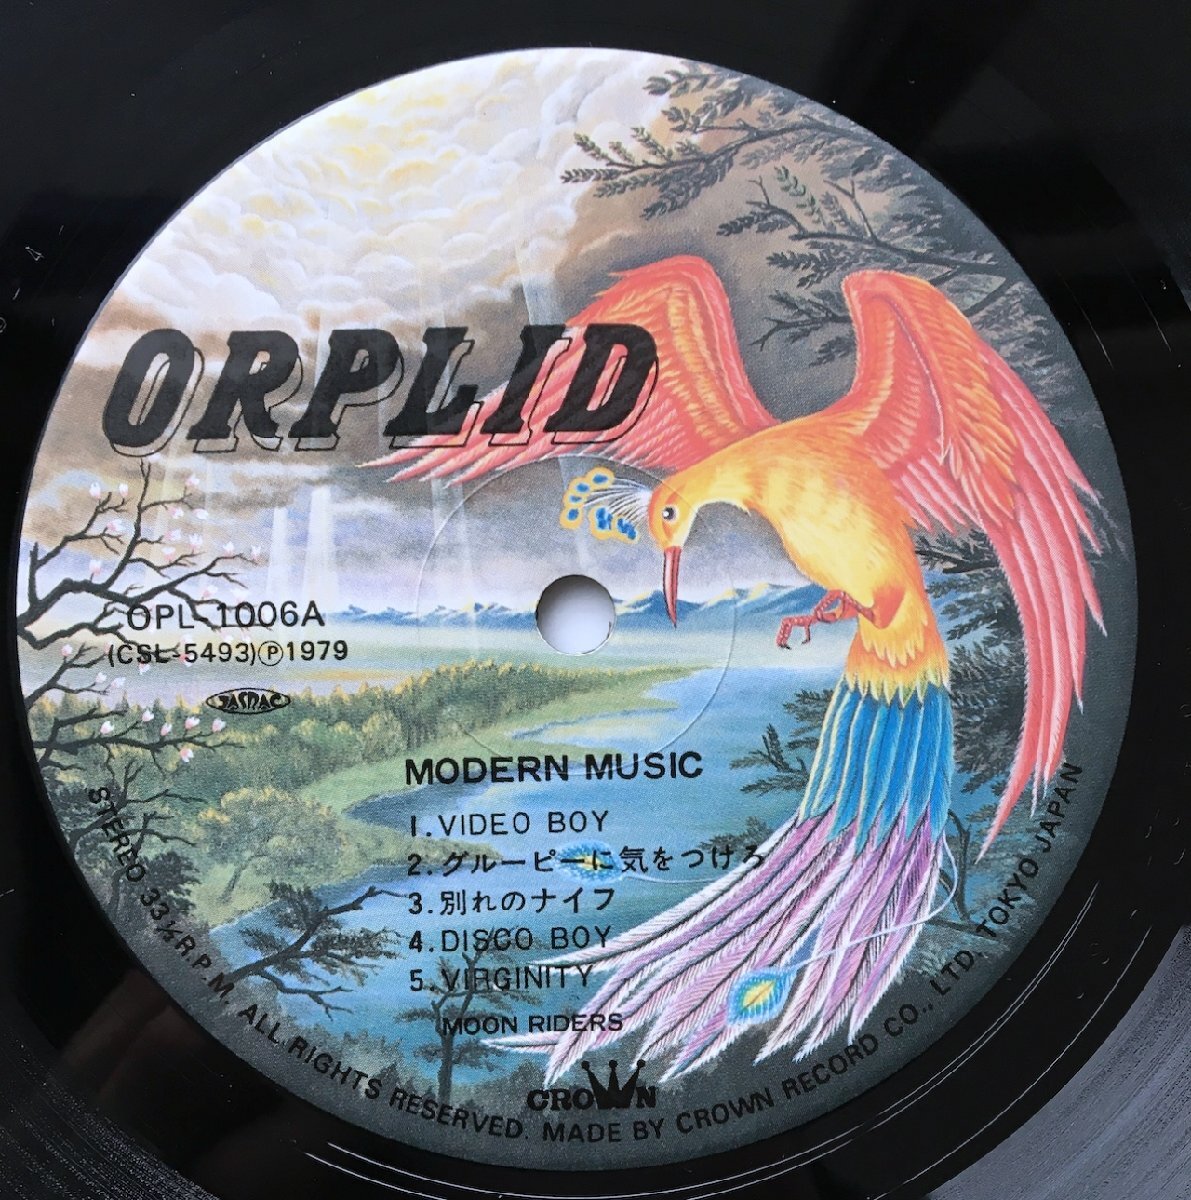 ORPLID
OPL-1006A
(CSL-5493)Ⓟ1979
JASRAC
MODERN MUSIC
1.VIDEO BOY
2.グルーピーに気をつけろ
3.別れのナイフ
4.DISCO BOY
5.VIRGINITY
MOON RIDERS
CROWN
STEREO 33⅓R.P.M. ALL RIGHTS RESERVED. MADE BY CROWN RECORD CO., LTD. TOKYO JAPAN
4